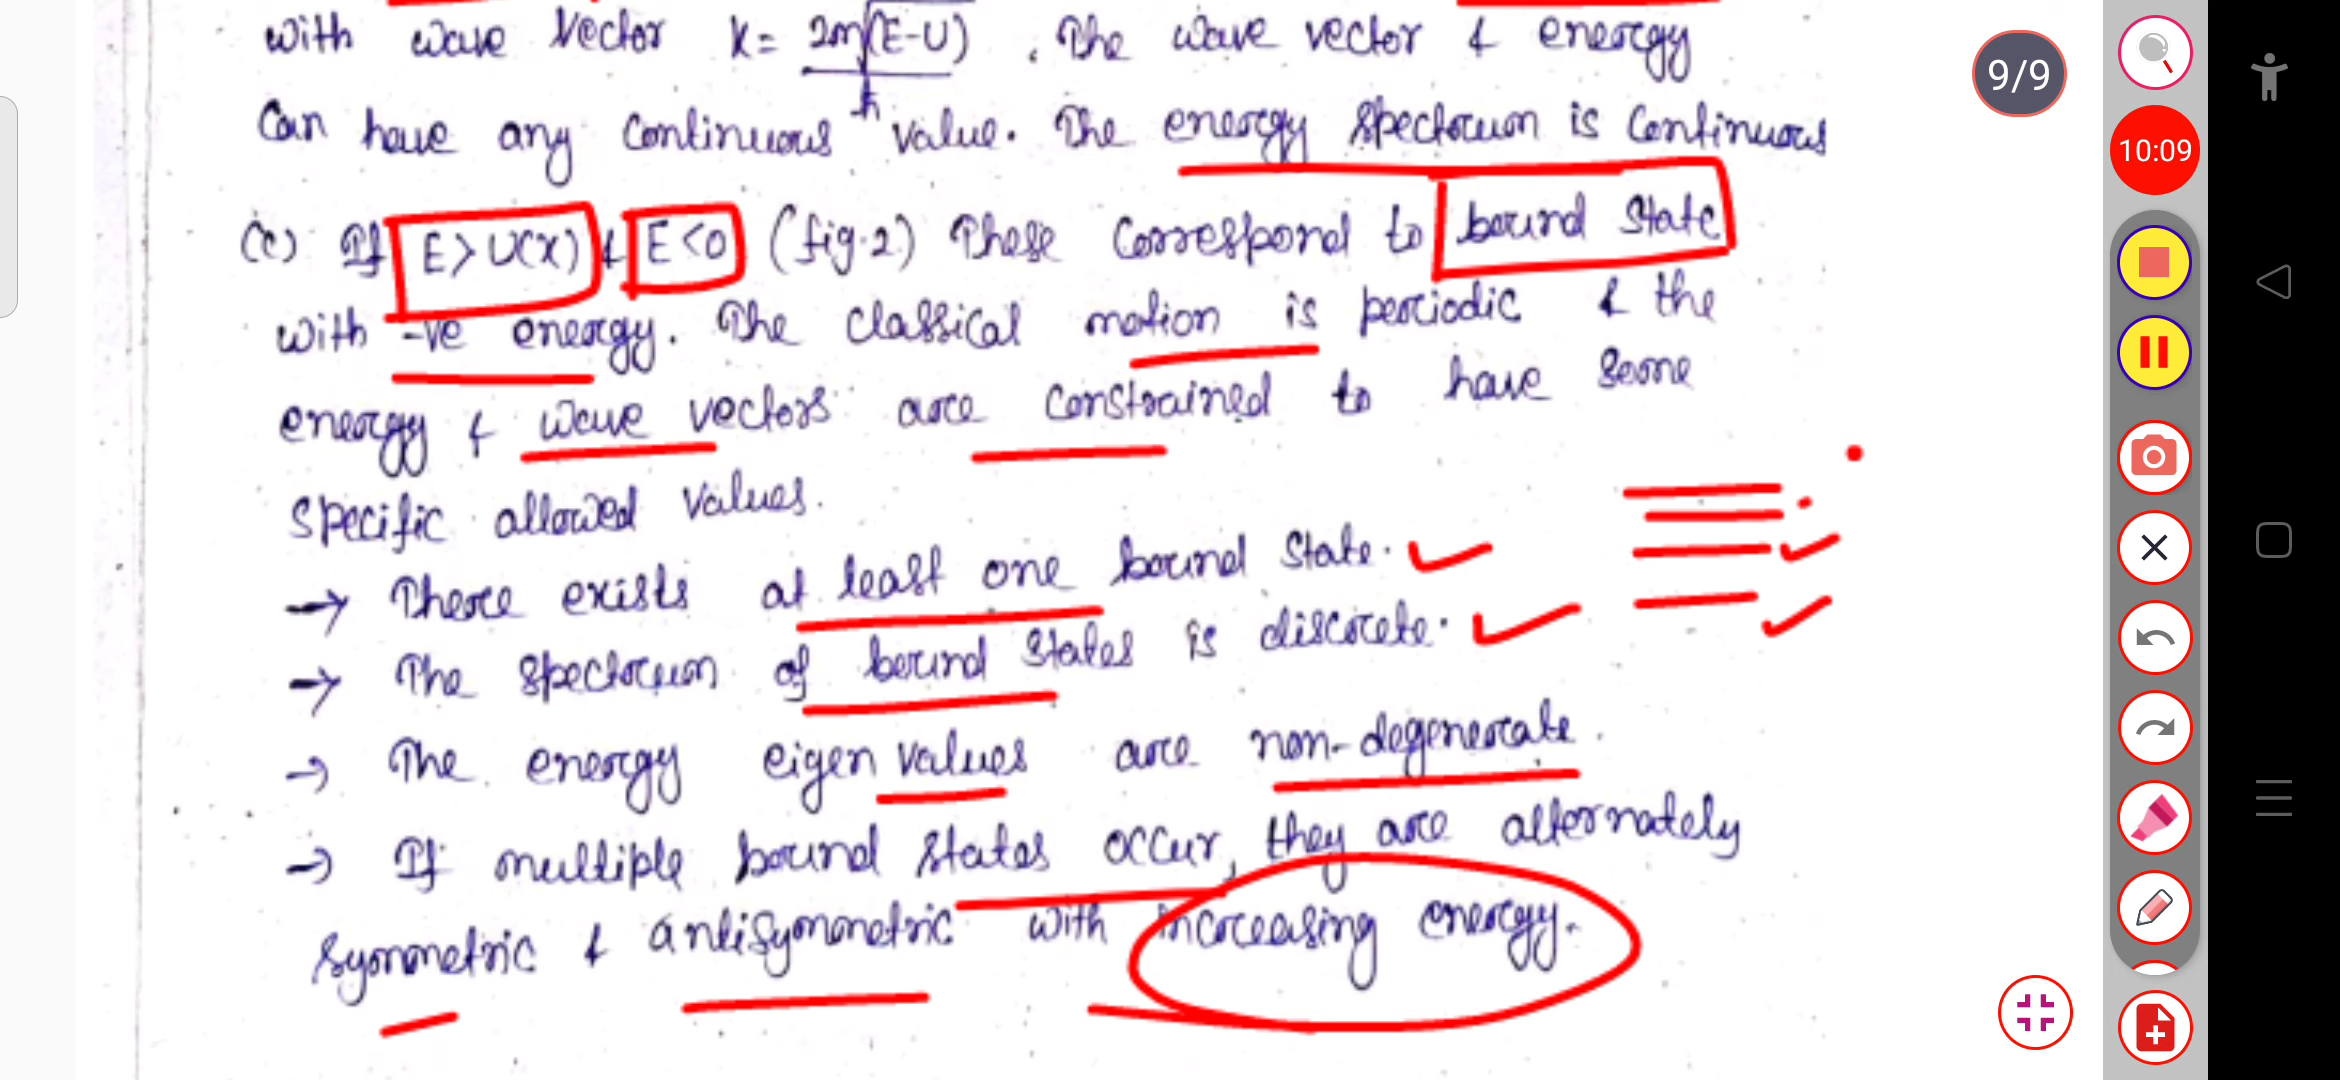 with wave vector k = 2m√(E-U) . The wave vector & energy
ħ
Can have any continuous value. The energy spectrum is Continuous
(c) If E > U(x) & E < 0 (fig.2) These Correspond to bound State
with -ve energy. The classical motion is periodic & the
energy & wave vectors are constrained to have some
specific allowed values.
→ There exists at least one bound state.
→ The spectrum of bound states is discrete.
→ The energy eigen values are non-degenerate.
→ If multiple bound states occur, they are alternately
symmetric & antisymmetric with increasing energy.
9/9
10:09